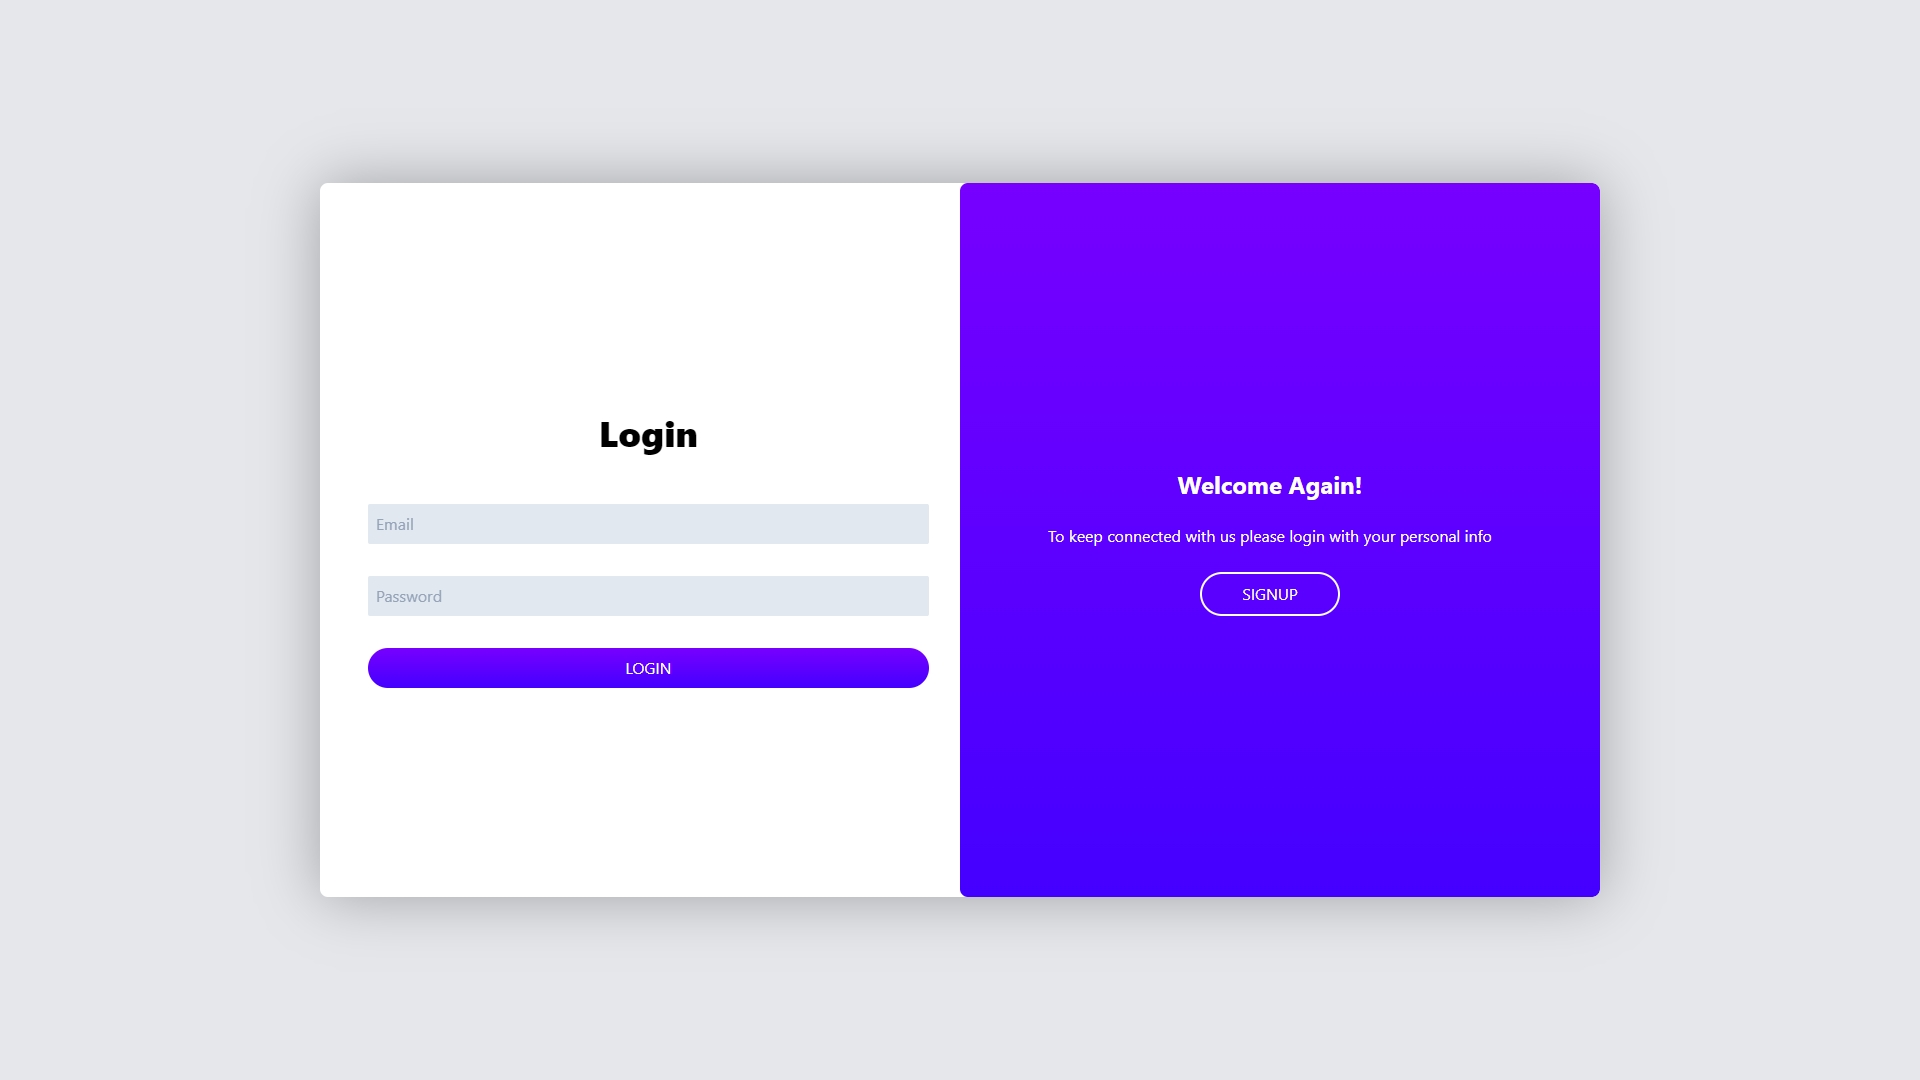 Login
Email
Password
LOGIN
Welcome Again!
To keep connected with us please login with your personal info
SIGNUP